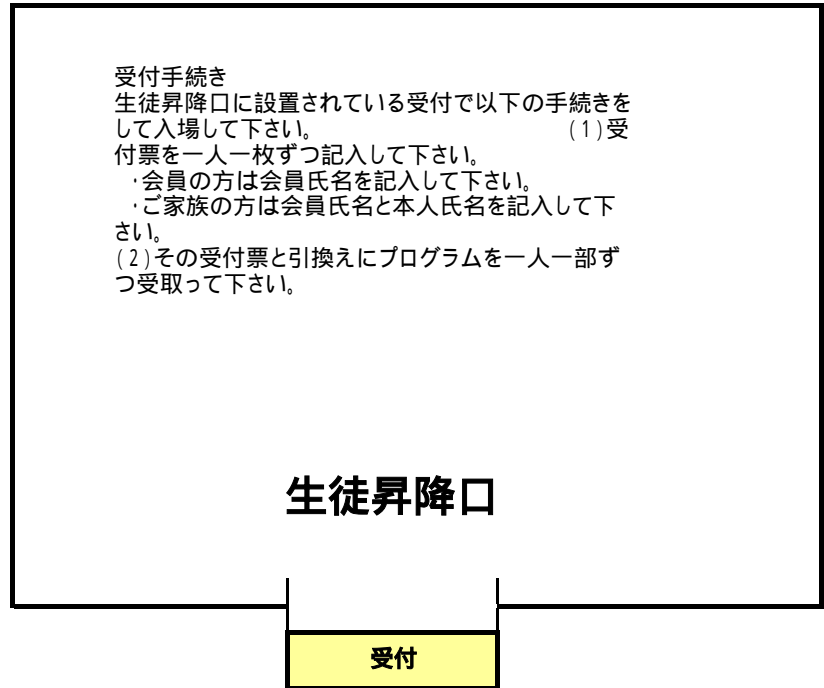 受付手続き
生徒昇降口に設置されている受付で以下の手続きを
して入場して下さい。　　　　　　　　　　(1)受
付票を一人一枚ずつ記入して下さい。
・会員の方は会員氏名を記入して下さい。
・ご家族の方は会員氏名と本人氏名を記入して下
さい。
(2)その受付票と引換えにプログラムを一人一部ず
つ受取って下さい。
生徒昇降口
受付